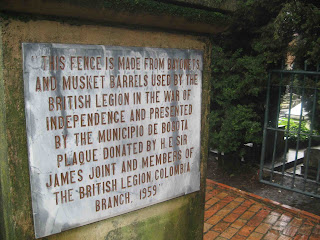 "THIS FENCE IS MADE FROM BAYONETS
AND MUSKET BARRELS USED BY THE
BRITISH LEGION IN THE WAR OF
INDEPENDENCE AND PRESENTED
BY THE MUNICIPIO DE BOGOTA
PLAQUE DONATED BY H.E. SIR
JAMES JOINT AND MEMBERS OF
THE BRITISH LEGION, COLOMBIA
BRANCH, 1959"